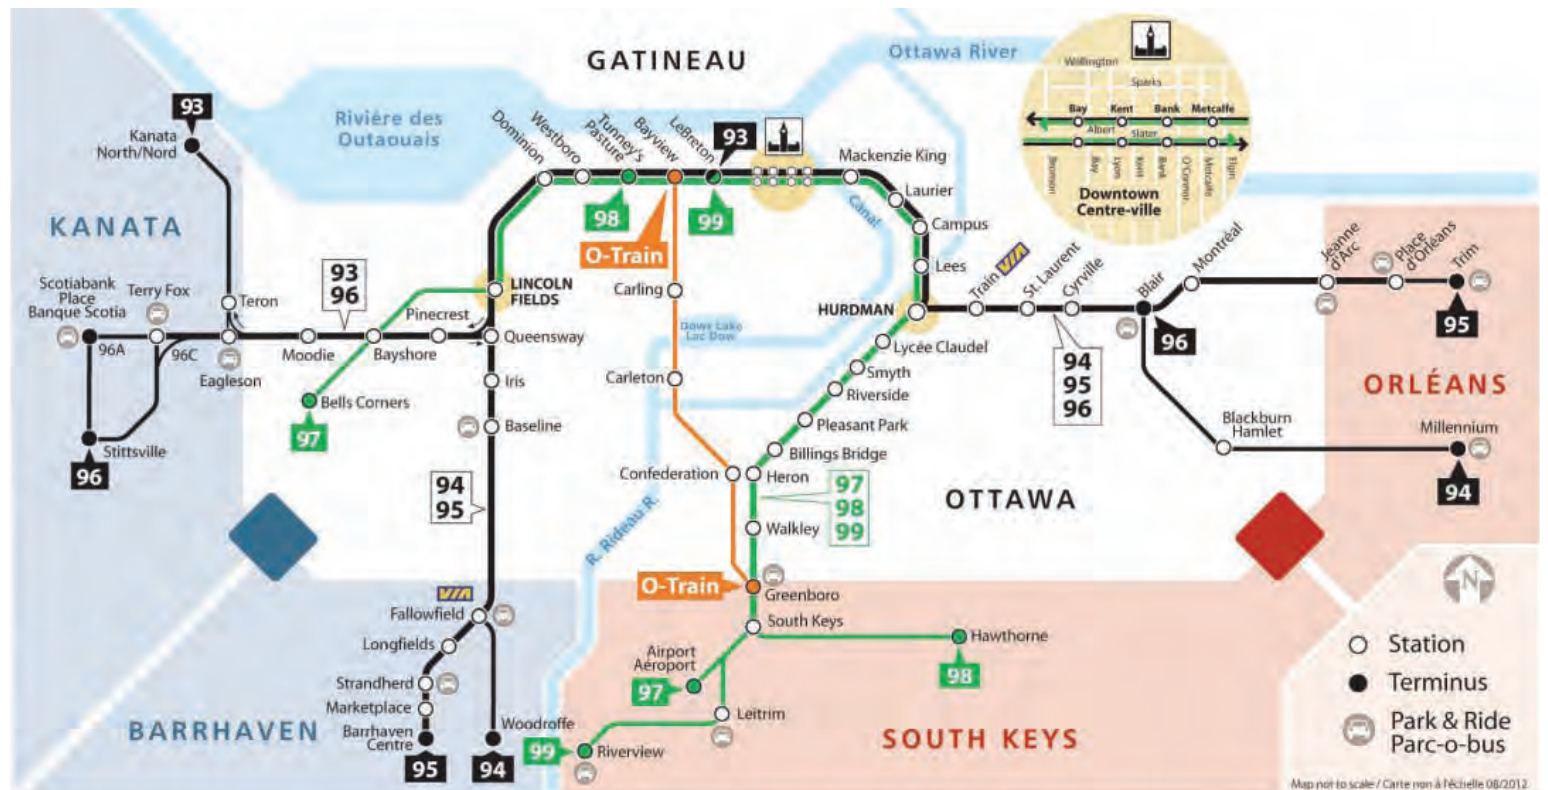 GATINEAU
Ottawa River
Rivière des
Outaouais
Wellington
Sparks
Bay
Kent
Bank
Metcalfe
Albert
Slater
Bronson
Bay
Lyon
Kent
Bank
O'Connor
Metcalfe
Elgin
Downtown
Centre-ville
93
Kanata
North/Nord
KANATA
Dominion
Westboro
Tunney's
Pasture
Bayview
LeBreton
93
98
99
O-Train
Mackenzie King
Laurier
Campus
Lees
Canal
HURDMAN
Train
VIA
St. Laurent
Cyrville
Blair
Montréal
Jeanne
d'Arc
Place
d'Orléans
Trim
95
96
94
95
96
ORLÉANS
Blackburn
Hamlet
Millennium
94
Scotiabank
Place
Banque Scotia
Terry Fox
Teron
93
96
Pinecrest
LINCOLN
FIELDS
96A
96C
Eagleson
Moodie
Bayshore
Queensway
Iris
Baseline
Bells Corners
97
Stittsville
96
94
95
Carling
Dows Lake
Lac Dow
Carleton
Confederation
R. Rideau R.
Lycée Claudel
Smyth
Riverside
Pleasant Park
Billings Bridge
Heron
97
98
99
Walkley
OTTAWA
O-Train
Greenboro
South Keys
Hawthorne
98
Airport
Aéroport
97
Leitrim
99
Riverview
SOUTH KEYS
VIA
Fallowfield
Longfields
Strandherd
Marketplace
Barrhaven
Centre
95
Woodroffe
94
BARRHAVEN
N
Station
Terminus
Park & Ride
Parc-o-bus
Map not to scale / Carte non à l'échelle 08/2012